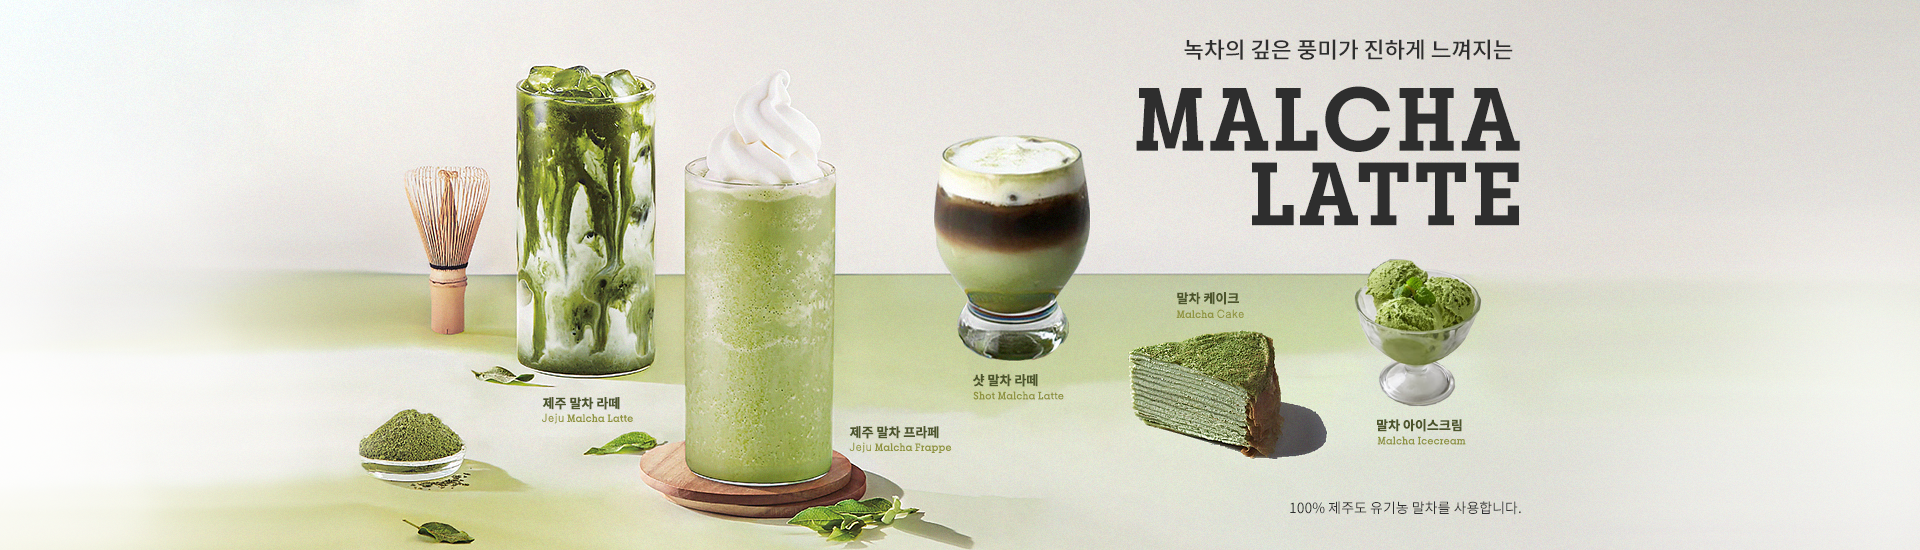 녹차의 깊은 풍미가 진하게 느껴지는
MALCHA
LATTE
제주 말차 라떼
Jeju Malcha Latte
제주 말차 프라페
Jeju Malcha Frappe
샷 말차 라떼
Shot Malcha Latte
말차 케이크
Malcha Cake
말차 아이스크림
Malcha Icecream
100% 제주도 유기농 말차를 사용합니다.